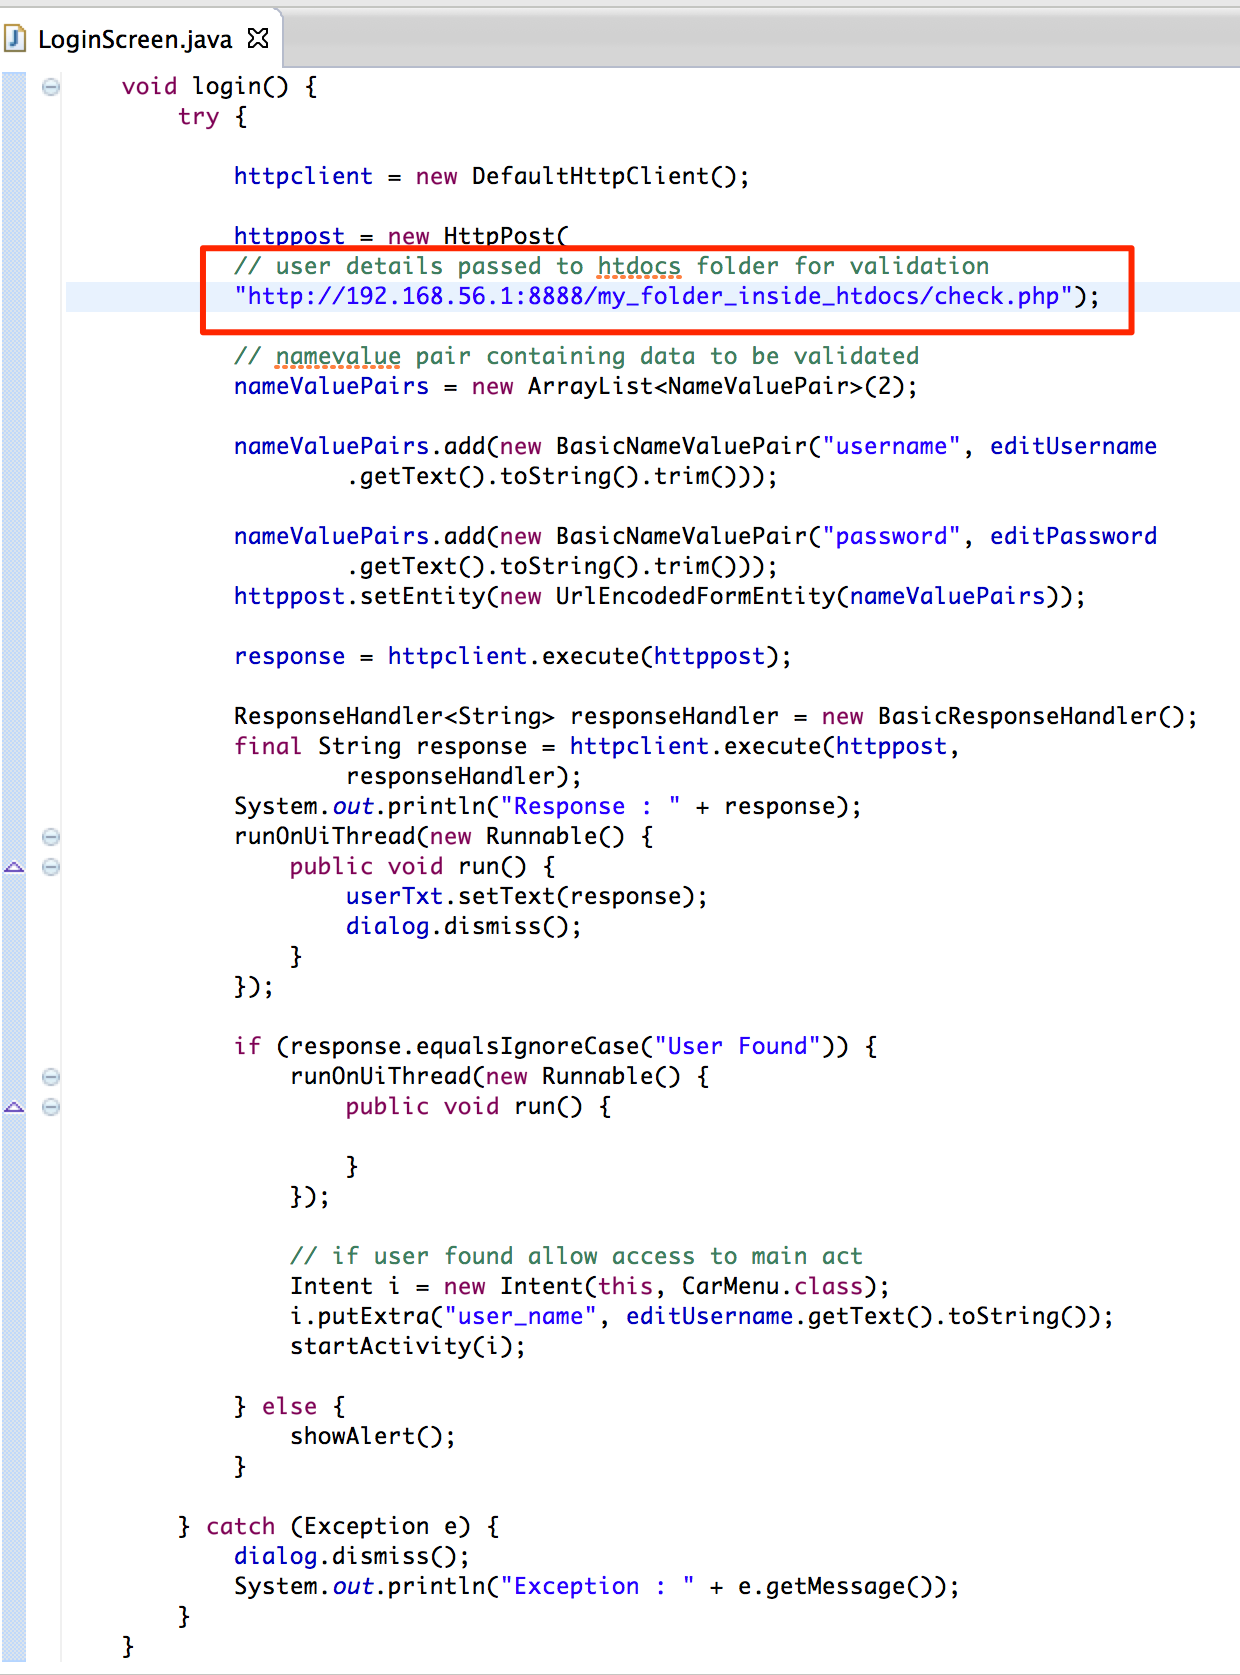 LoginScreen.java
void login() {
try {
httpclient = new DefaultHttpClient();
httppost = new HttpPost(
// user details passed to htdocs folder for validation
"http://192.168.56.1:8888/my_folder_inside_htdocs/check.php");
// namevalue pair containing data to be validated
nameValuePairs = new ArrayList<NameValuePair>(2);
nameValuePairs.add(new BasicNameValuePair("username", editUsername
.getText().toString().trim()));
nameValuePairs.add(new BasicNameValuePair("password", editPassword
.getText().toString().trim()));
httppost.setEntity(new UrlEncodedFormEntity(nameValuePairs));
response = httpclient.execute(httppost);
ResponseHandler<String> responseHandler = new BasicResponseHandler();
final String response = httpclient.execute(httppost,
responseHandler);
System.out.println("Response : " + response);
runOnUiThread(new Runnable() {
public void run() {
userTxt.setText(response);
dialog.dismiss();
}
});
if (response.equalsIgnoreCase("User Found")) {
runOnUiThread(new Runnable() {
public void run() {
}
});
// if user found allow access to main act
Intent i = new Intent(this, CarMenu.class);
i.putExtra("user_name", editUsername.getText().toString());
startActivity(i);
} else {
showAlert();
}
} catch (Exception e) {
dialog.dismiss();
System.out.println("Exception : " + e.getMessage());
}
}